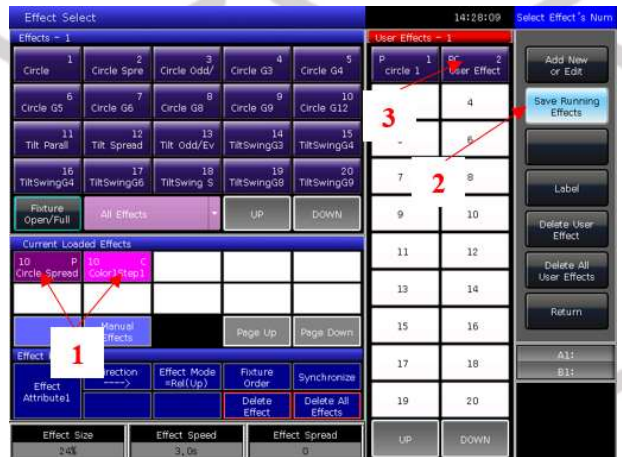 Effect Select
14:28:09
Select Effect's Num
Effects - 1
1
Circle
2
Circle Spre
3
Circle Odd/
4
Circle G3
5
Circle G4
6
Circle G5
7
Circle G6
8
Circle G8
9
Circle G9
10
Circle G12
11
Tilt Parall
12
Tilt Spread
13
Tilt Odd/Ev
14
TiltSwingG3
15
TiltSwingG4
16
TiltSwingG4
17
TiltSwingG6
18
TiltSwing S
19
TiltSwingG8
20
TiltSwingG9
Fixture
Open/Full
All Effects
UP
DOWN
Current Loaded Effects
10 P
Circle Spread
10 C
Color1Step1
1
Manual
Effects
Page Up
Page Down
Effect
Effect
Attribute1
---->
Effect Mode
=Rel(Up)
Fixture
Order
Synchronize
Delete
Effect
Delete All
Effects
Effect Size
24%
Effect Speed
3.0s
Effect Spread
0
User Effects - 1
P 1
circle 1
PC 2
User Effect
3
4
6
7
2
8
9
10
11
12
13
14
15
16
17
18
19
20
UP
DOWN
Add New
or Edit
Save Running
Effects
Label
Delete User
Effect
Delete All
User Effects
Return
A1:
B1: